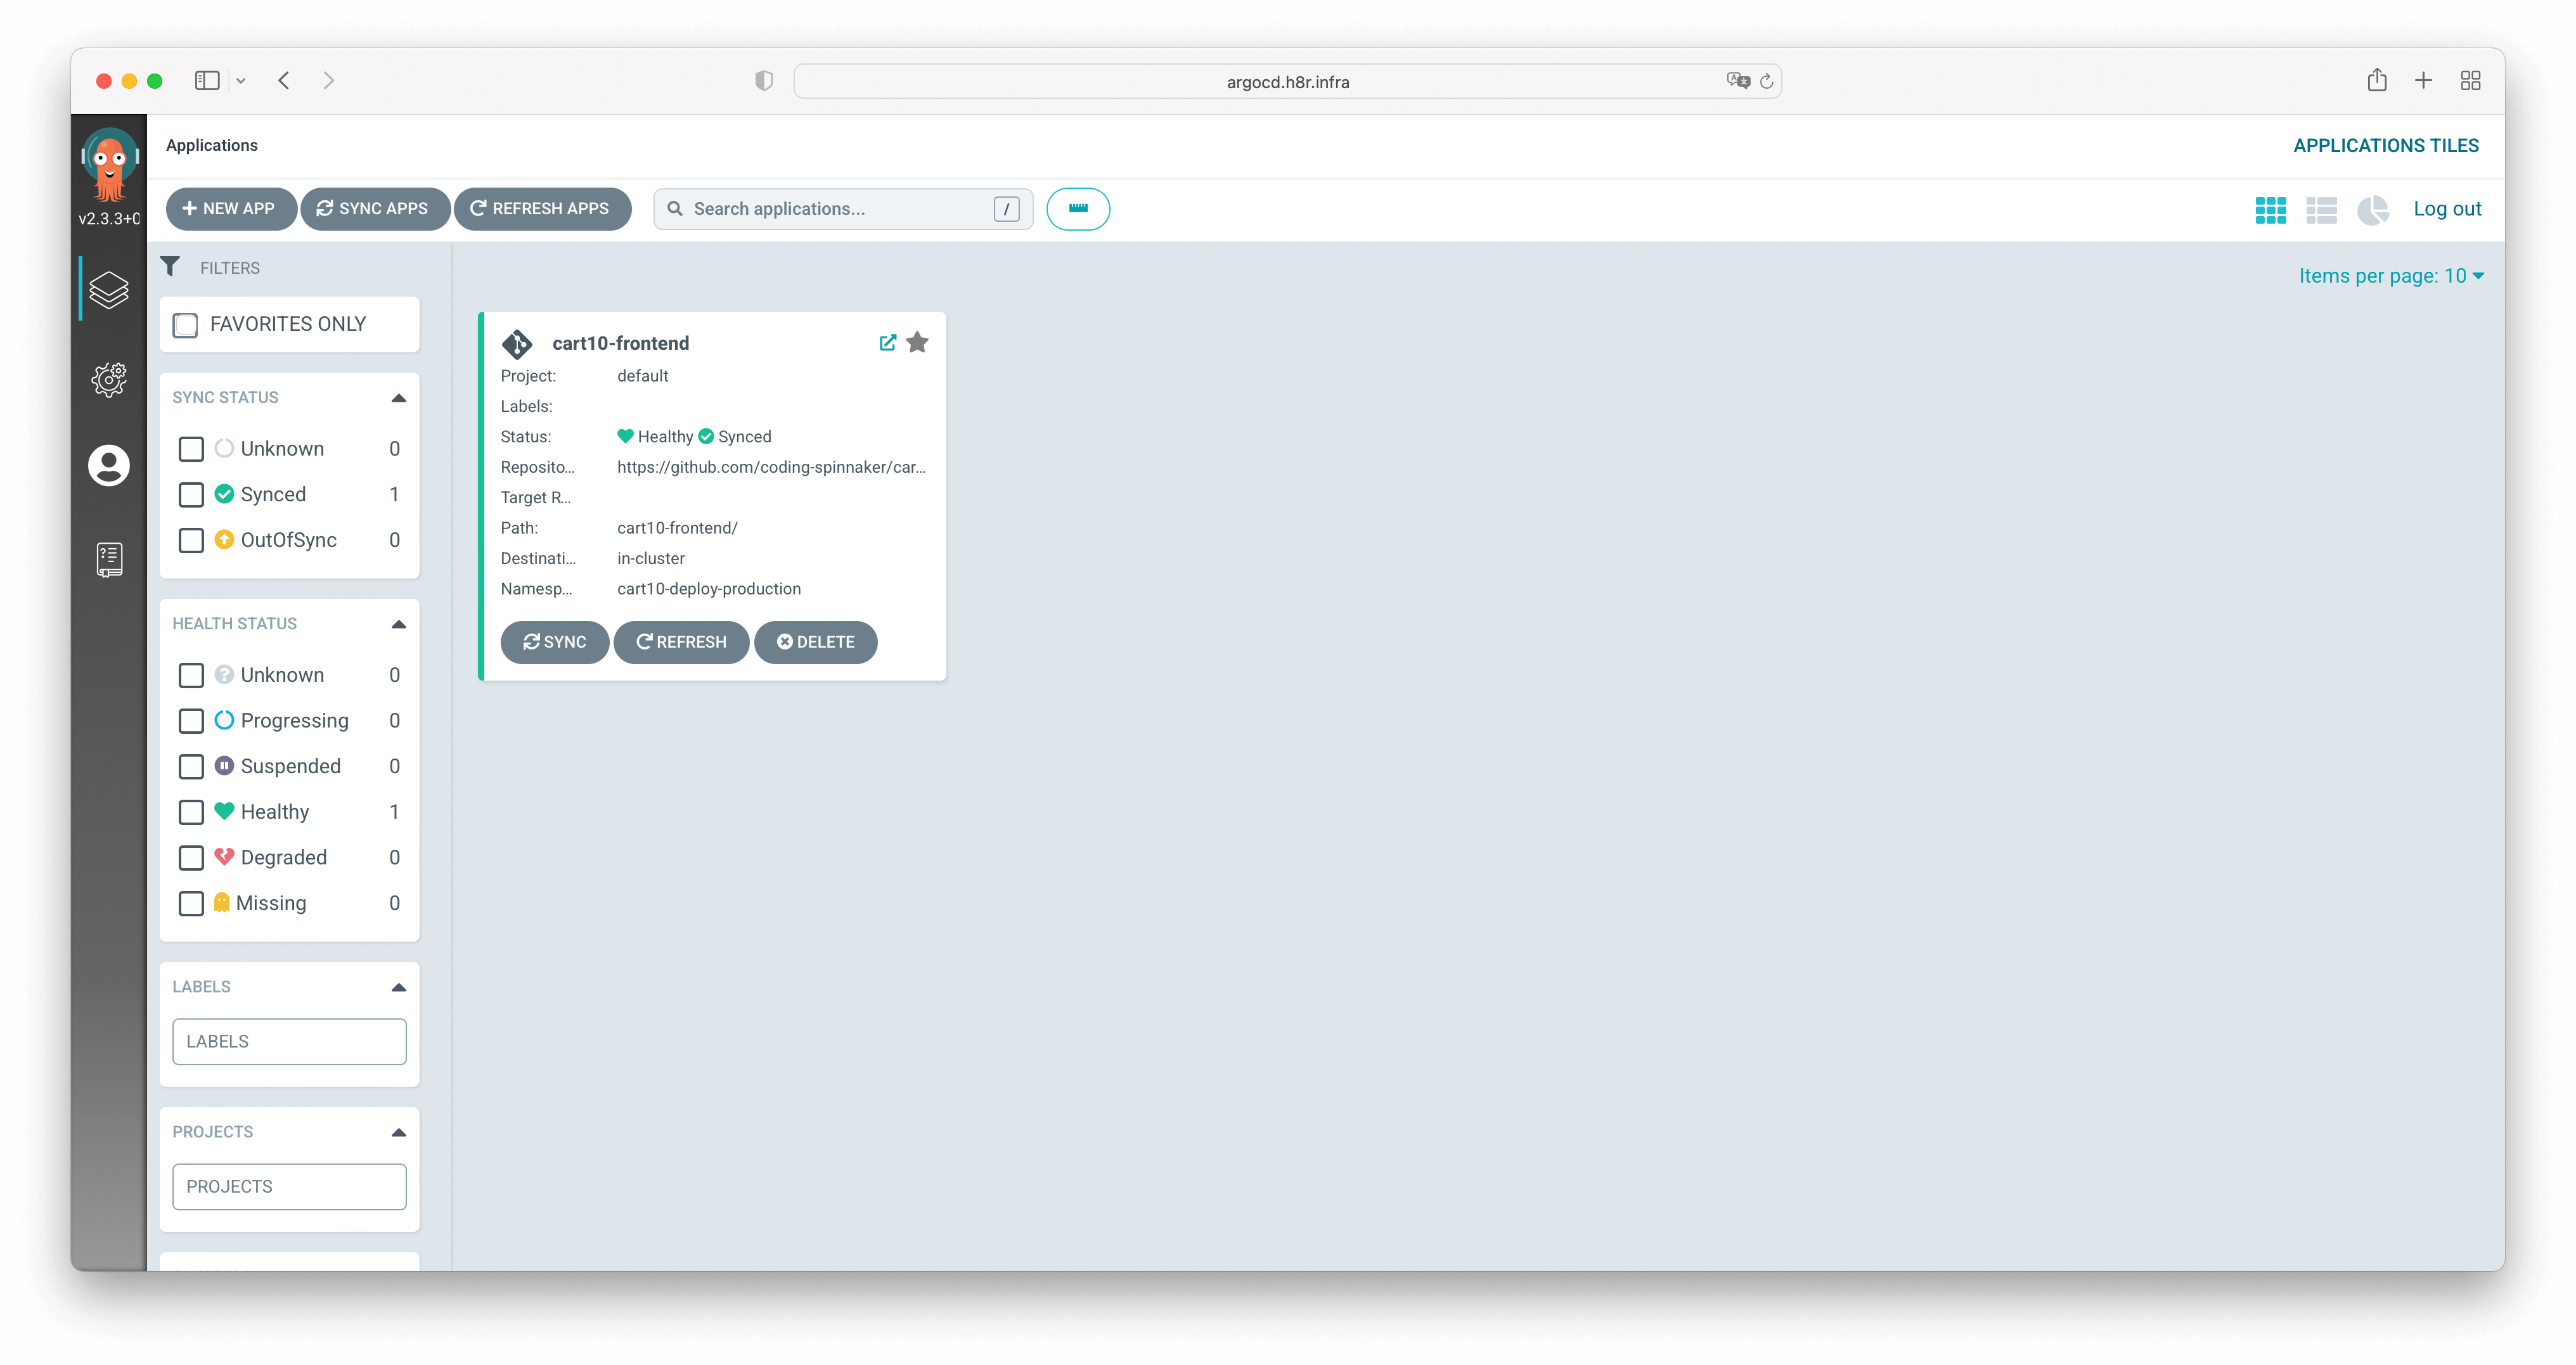 argocd.h8r.infra
Applications
APPLICATIONS TILES
v2.3.3+0
NEW APP
SYNC APPS
REFRESH APPS
Search applications...
/
Log out
FILTERS
Items per page: 10
FAVORITES ONLY
SYNC STATUS
Unknown 0
Synced 1
OutOfSync 0
HEALTH STATUS
Unknown 0
Progressing 0
Suspended 0
Healthy 1
Degraded 0
Missing 0
LABELS
LABELS
PROJECTS
PROJECTS
cart10-frontend
Project: default
Labels:
Status: Healthy Synced
Reposito... https://github.com/coding-spinnaker/car...
Target R...
Path: cart10-frontend/
Destinati... in-cluster
Namesp... cart10-deploy-production
SYNC
REFRESH
DELETE